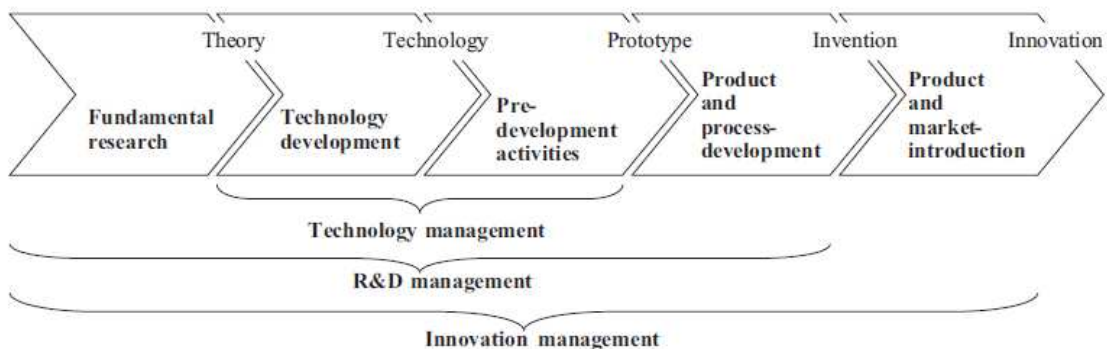 Theory
Technology
Prototype
Invention
Innovation
Fundamental
research
Technology
development
Pre-
development
activities
Product
and
process-
development
Product
and
market-
introduction
Technology management
R&D management
Innovation management